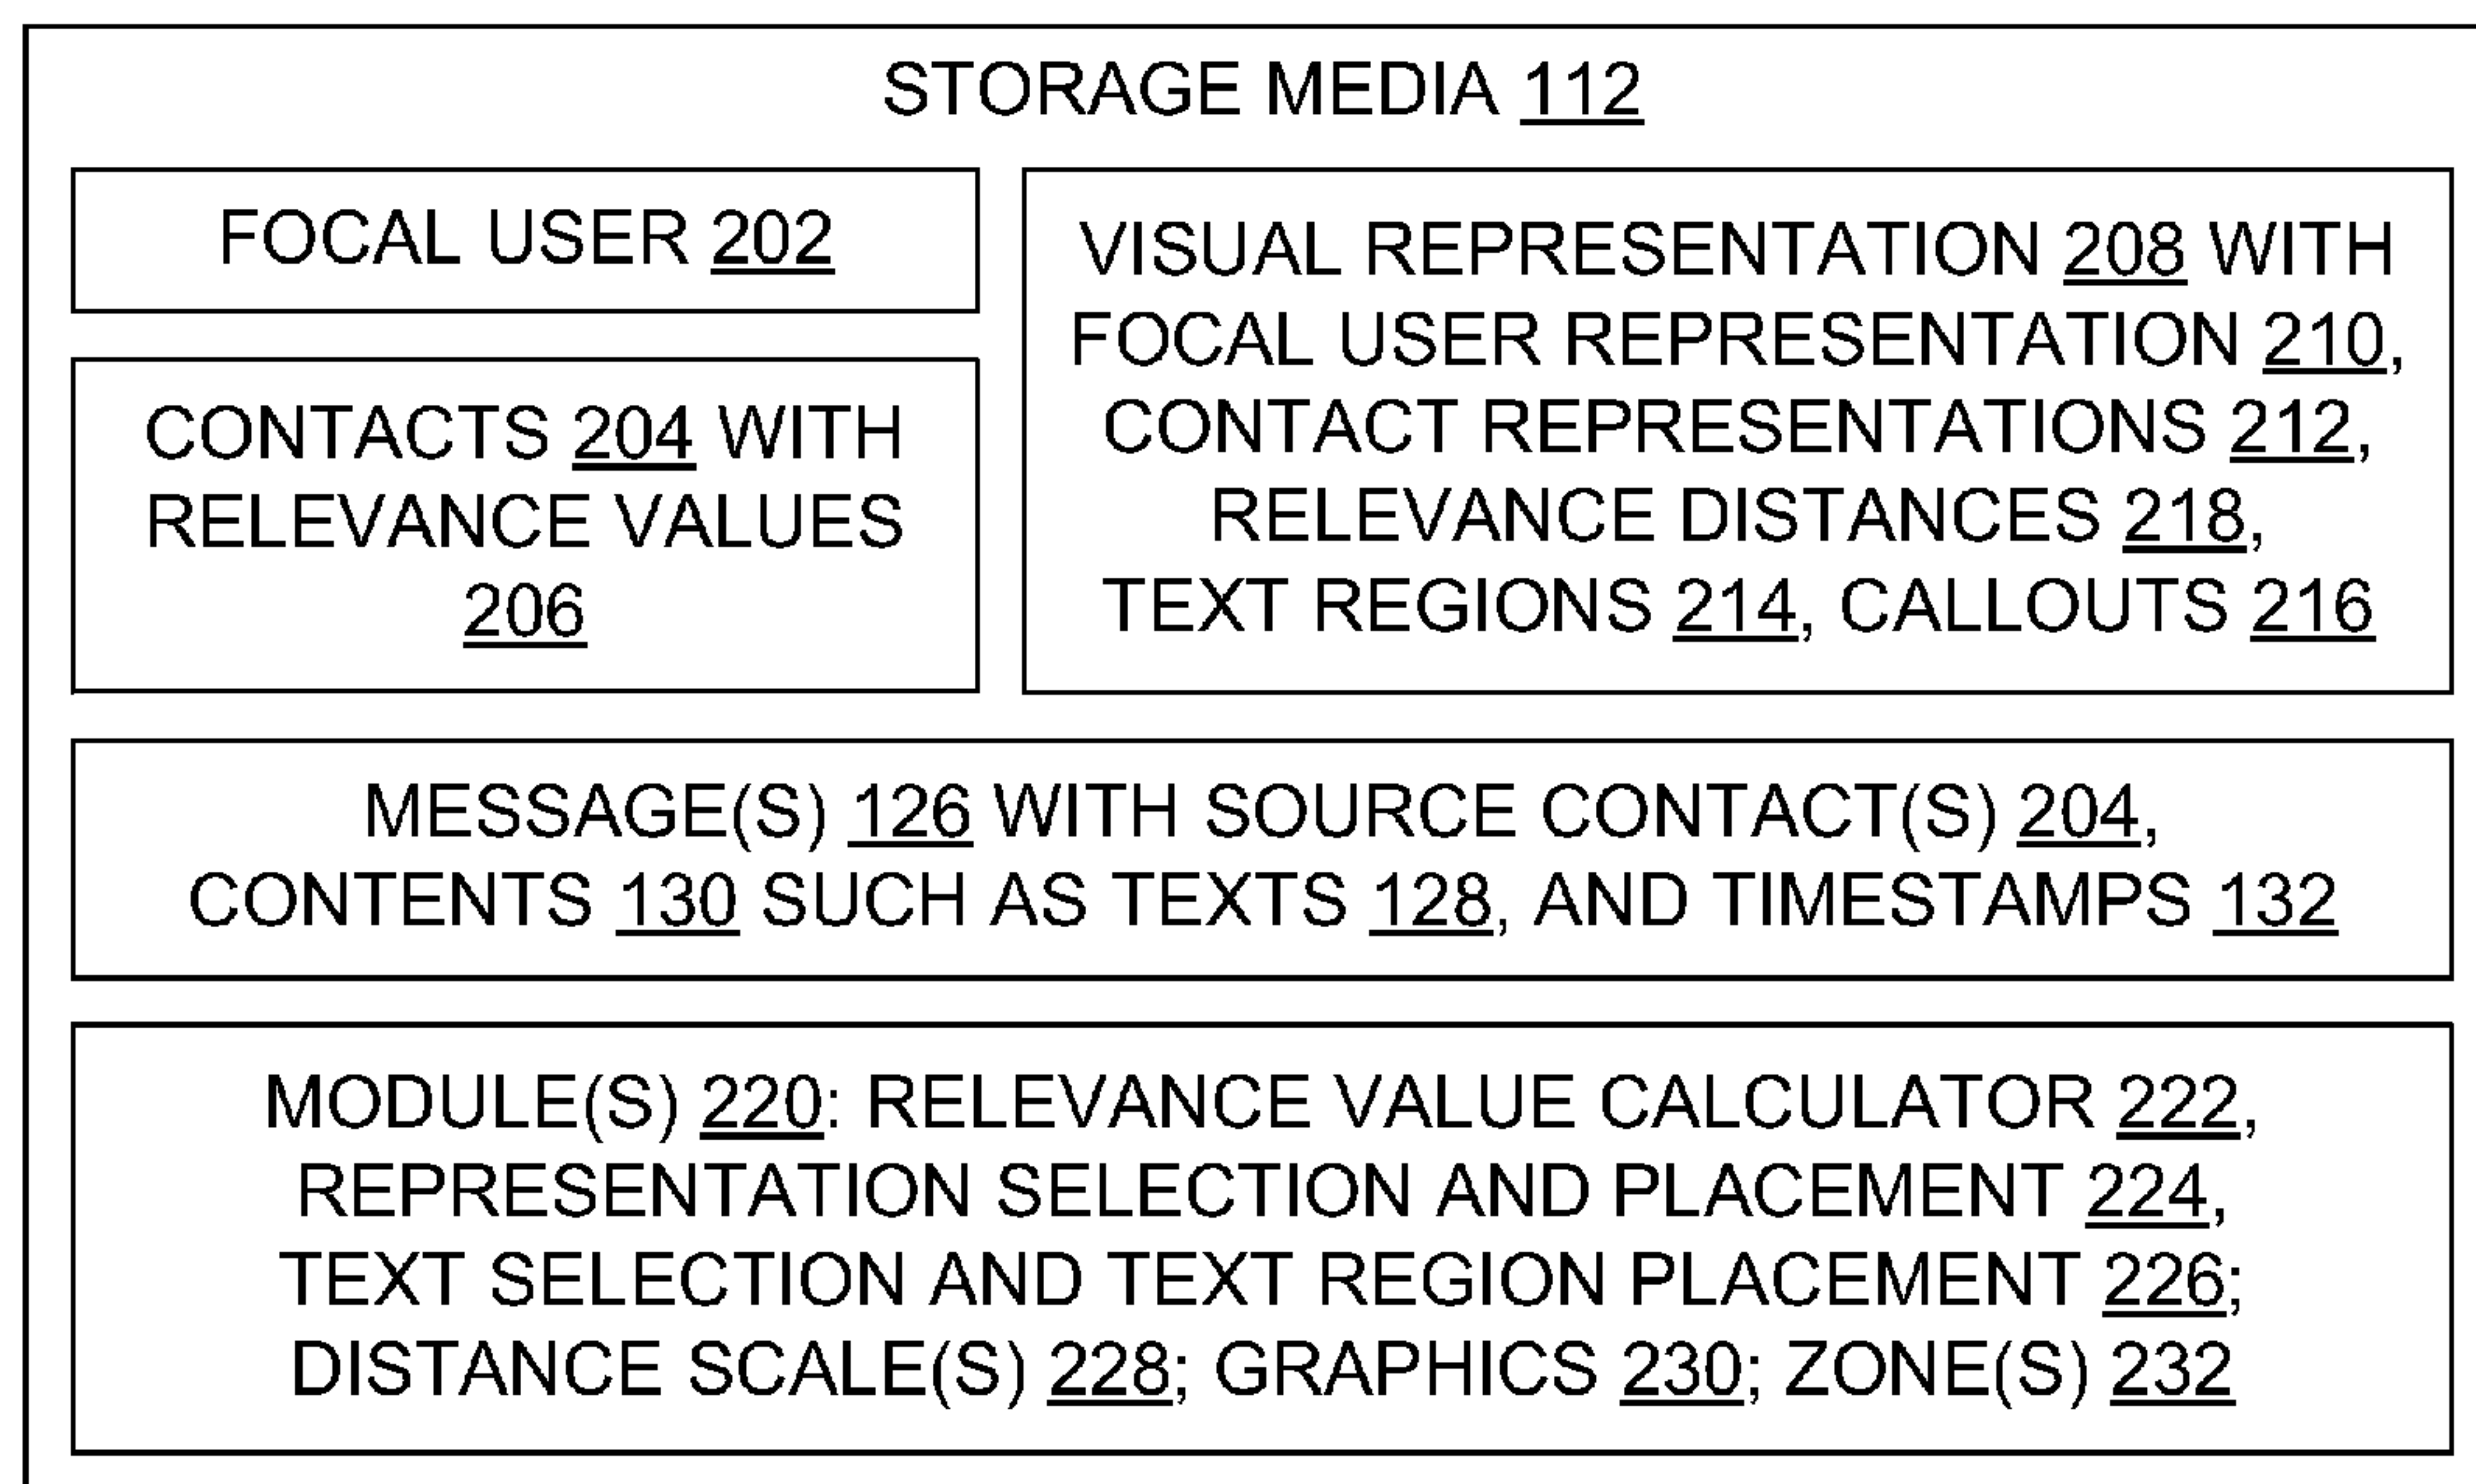 STORAGE MEDIA 112
FOCAL USER 202
CONTACTS 204 WITH
RELEVANCE VALUES
206
VISUAL REPRESENTATION 208 WITH
FOCAL USER REPRESENTATION 210,
CONTACT REPRESENTATIONS 212,
RELEVANCE DISTANCES 218,
TEXT REGIONS 214, CALLOUTS 216
MESSAGE(S) 126 WITH SOURCE CONTACT(S) 204,
CONTENTS 130 SUCH AS TEXTS 128, AND TIMESTAMPS 132
MODULE(S) 220: RELEVANCE VALUE CALCULATOR 222,
REPRESENTATION SELECTION AND PLACEMENT 224,
TEXT SELECTION AND TEXT REGION PLACEMENT 226;
DISTANCE SCALE(S) 228; GRAPHICS 230; ZONE(S) 232